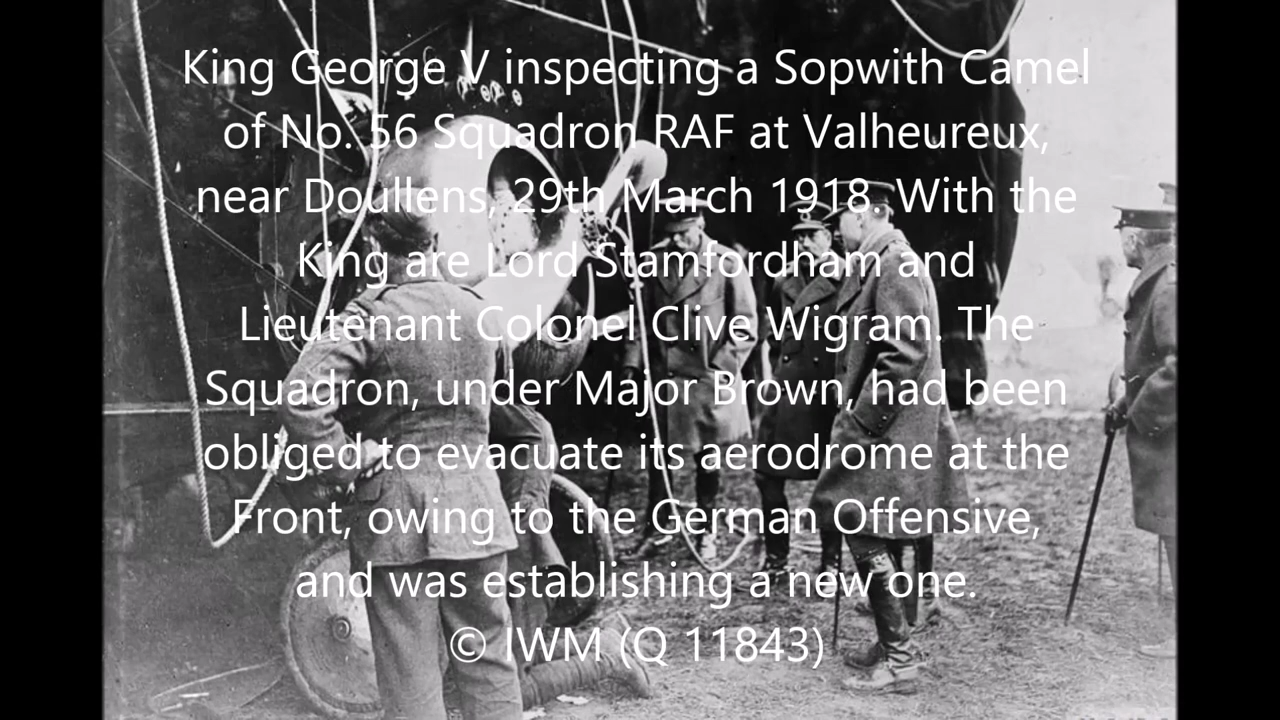 King George V inspecting a Sopwith Camel
of No. 56 Squadron RAF at Valheureux,
near Doullens, 29th March 1918. With the
King are Lord Stamfordham and
Lieutenant Colonel Clive Wigram. The
Squadron, under Major Brown, had been
obliged to evacuate its aerodrome at the
Front, owing to the German Offensive,
and was establishing a new one.
© IWM (Q 11843)